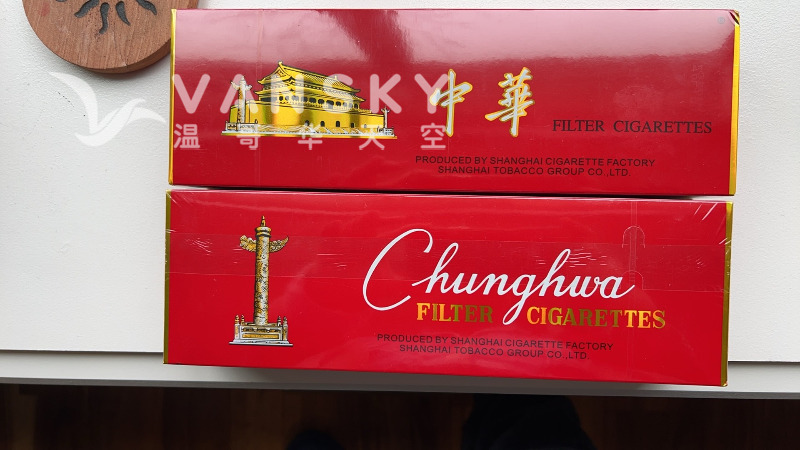 VANSKY
温哥华天空
中華
FILTER CIGARETTES
PRODUCED BY SHANGHAI CIGARETTE FACTORY
SHANGHAI TOBACCO GROUP CO.,LTD.
Chunghwa
FILTER CIGARETTES
PRODUCED BY SHANGHAI CIGARETTE FACTORY
SHANGHAI TOBACCO GROUP CO.,LTD.